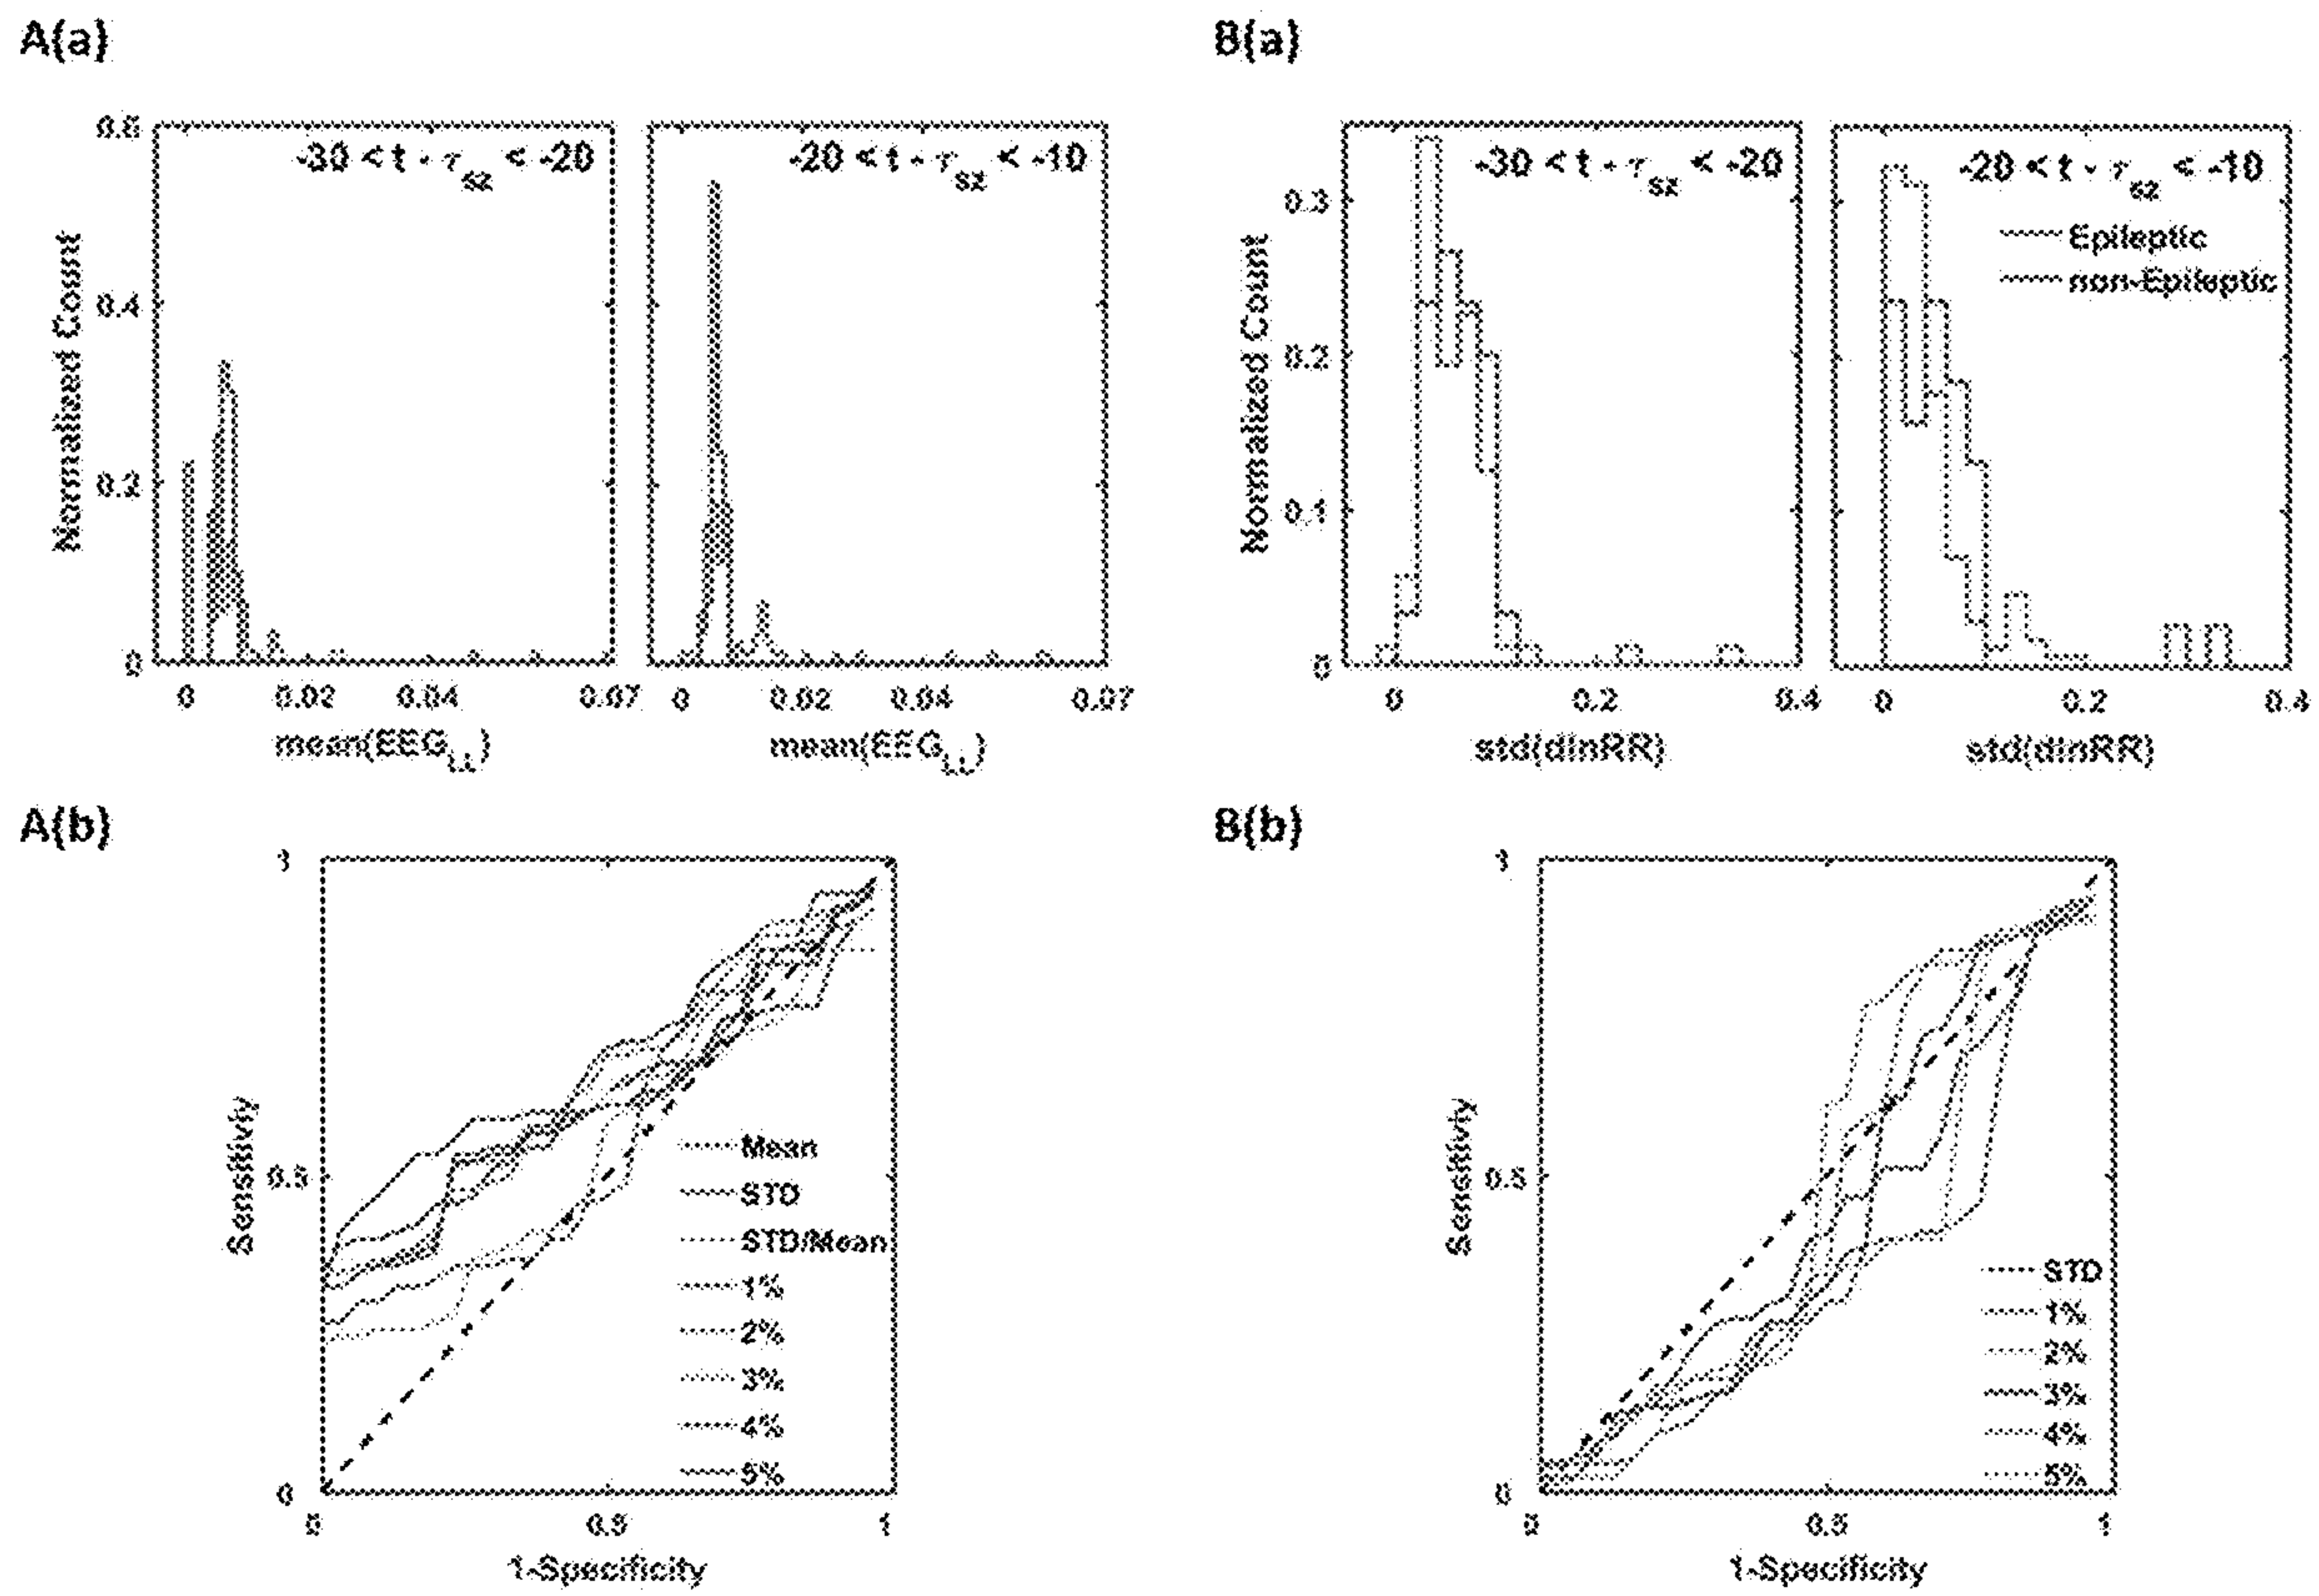 A(a)
0.6
0.4
0.2
0
Normalized Count
-30 < t - τsz < -20
0 0.02 0.04 0.07
mean(EEGLL)
-20 < t - τsz < -10
0 0.02 0.04 0.07
mean(EEGLL)
B(a)
0.3
0.2
0.1
0
Normalized Count
-30 < t - τsz < -20
0 0.2 0.4
std(dlnRR)
-20 < t - τsz < -10
Epileptic
non-Epileptic
0 0.2 0.4
std(dlnRR)
A(b)
1
0.5
0
Sensitivity
Mean
STD
STD/Mean
1%
2%
3%
4%
5%
0 0.5 1
1-Specificity
B(b)
1
0.5
0
Sensitivity
STD
1%
2%
3%
4%
5%
0 0.5 1
1-Specificity